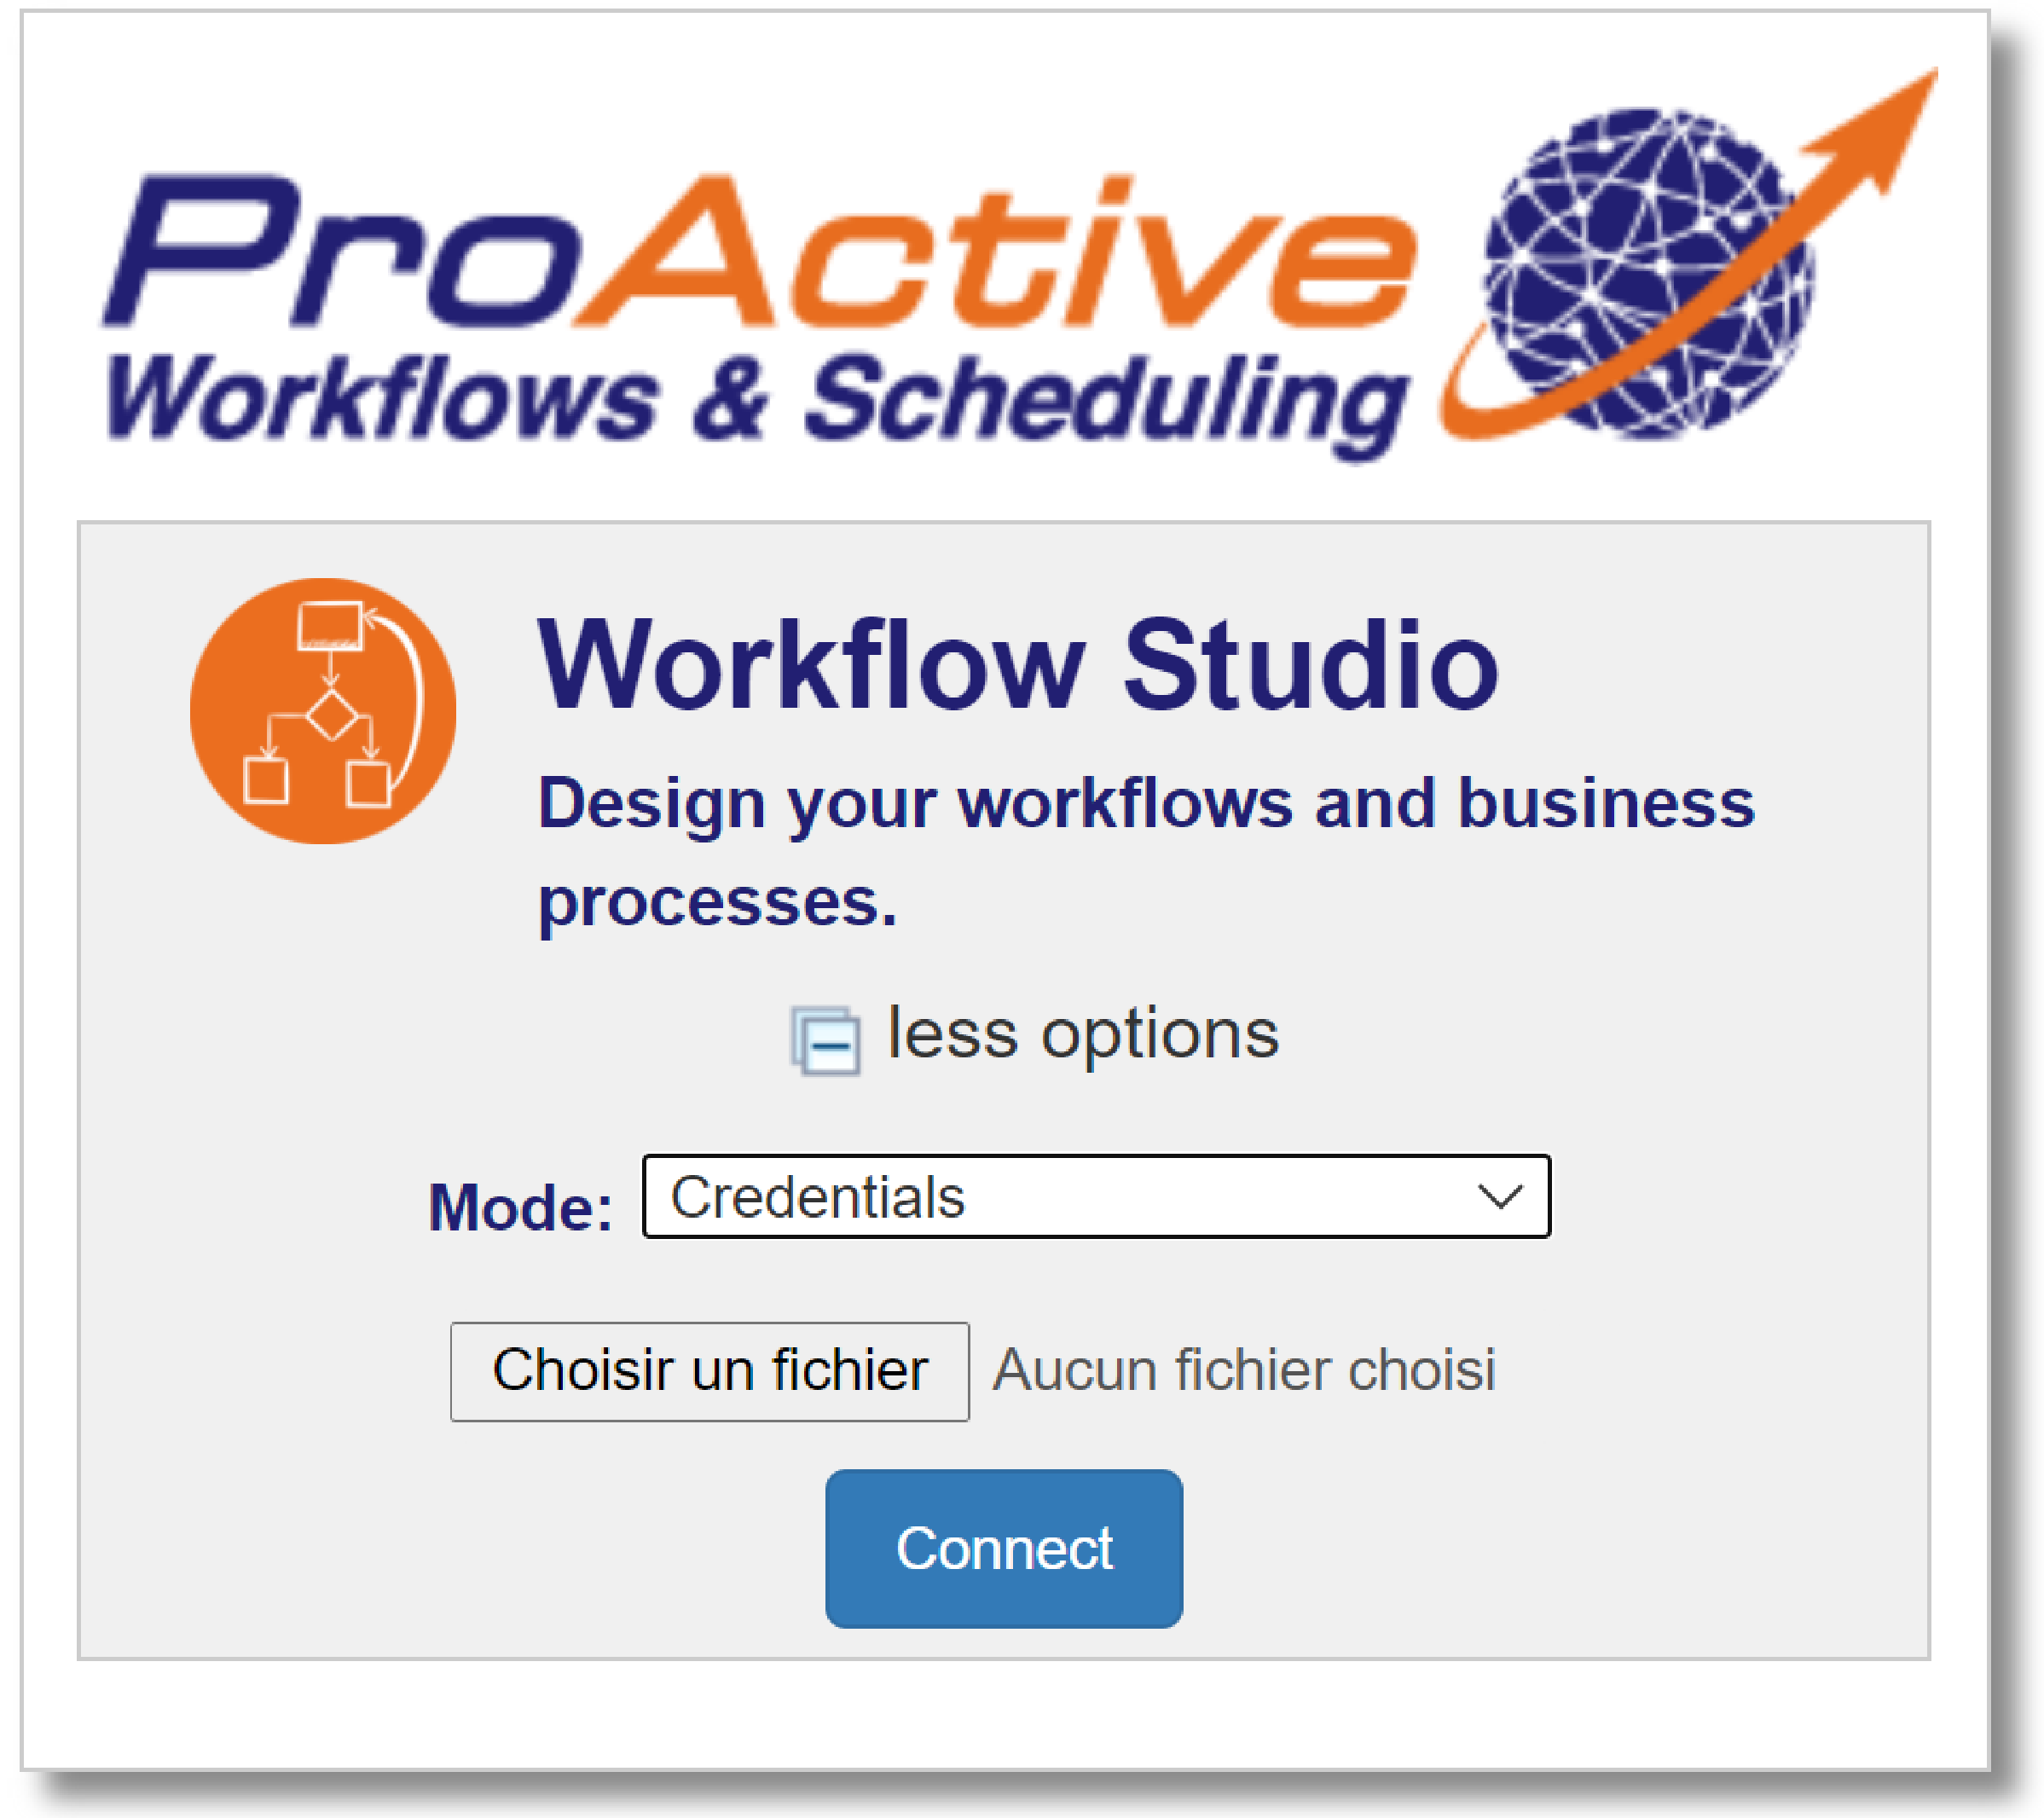 ProActive
Workflows & Scheduling
Workflow Studio
Design your workflows and business
processes.
less options
Mode: Credentials
Choisir un fichier Aucun fichier choisi
Connect